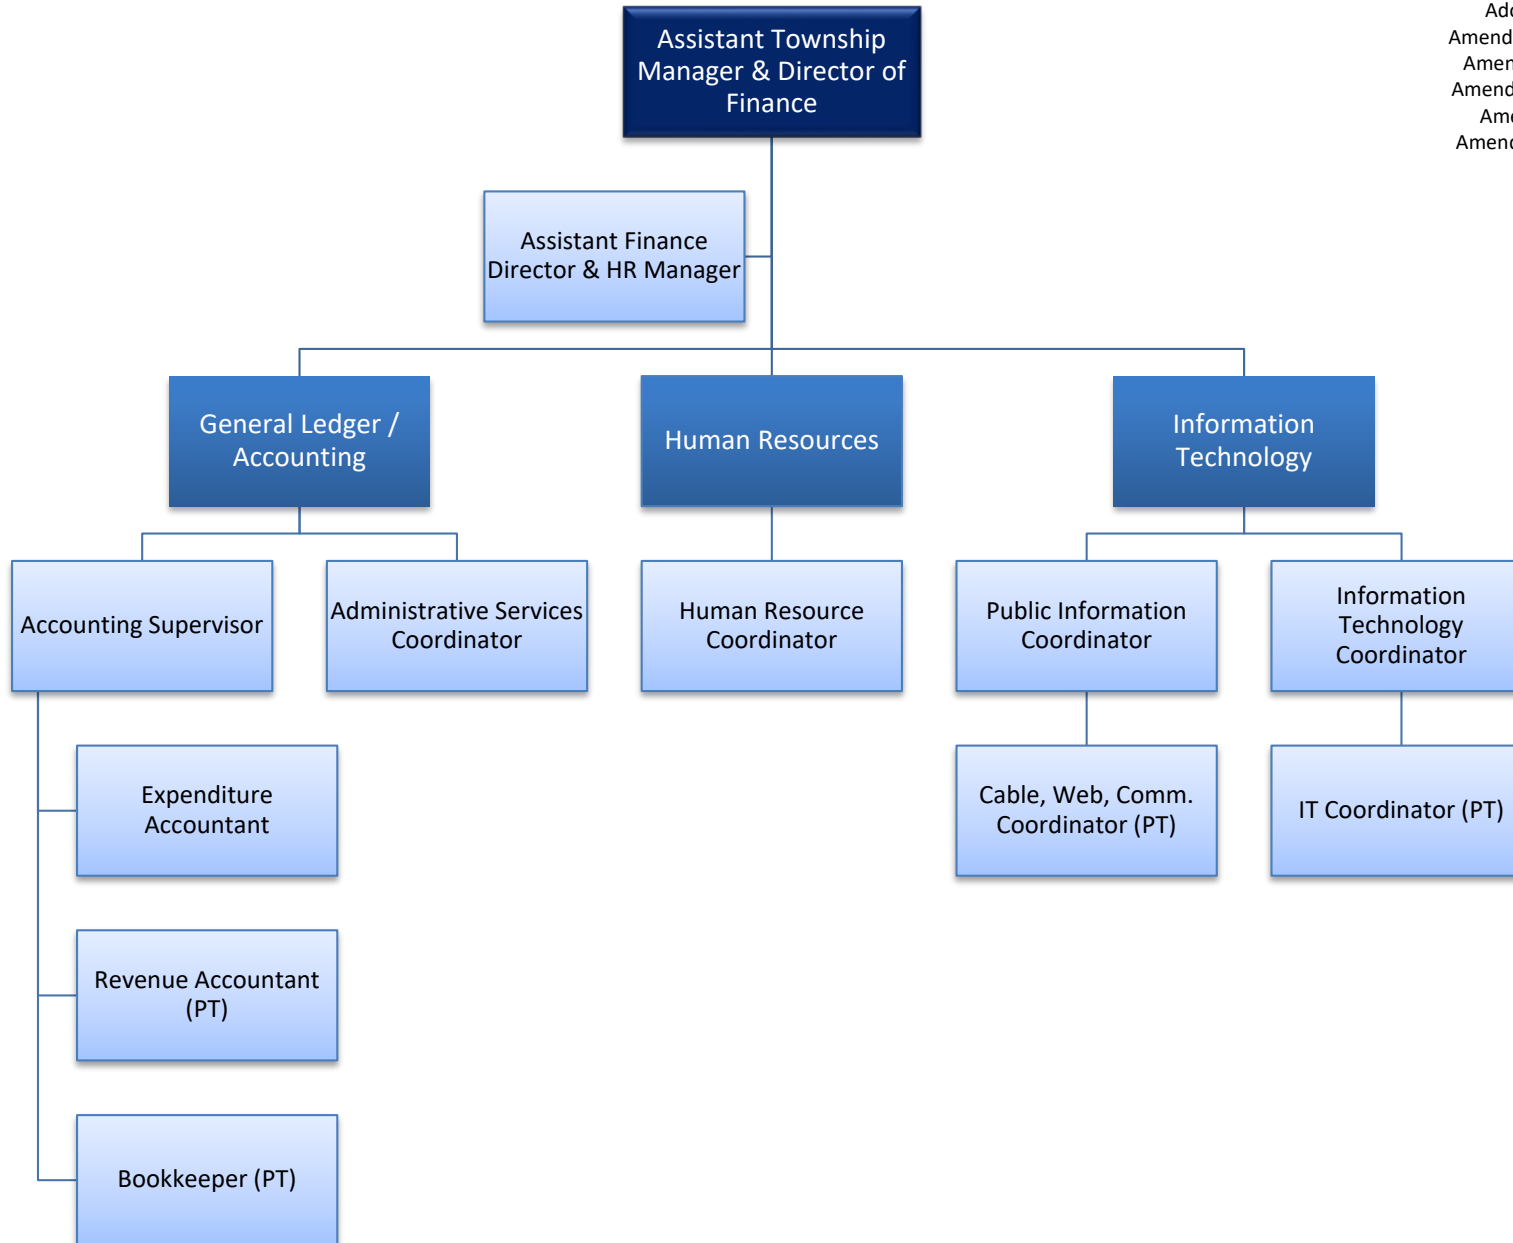 Assistant Township
Manager & Director of
Finance
Assistant Finance
Director & HR Manager
General Ledger /
Accounting
Human Resources
Information
Technology
Accounting Supervisor
Administrative Services
Coordinator
Human Resource
Coordinator
Public Information
Coordinator
Information
Technology
Coordinator
Expenditure
Accountant
Cable, Web, Comm.
Coordinator (PT)
IT Coordinator (PT)
Revenue Accountant
(PT)
Bookkeeper (PT)